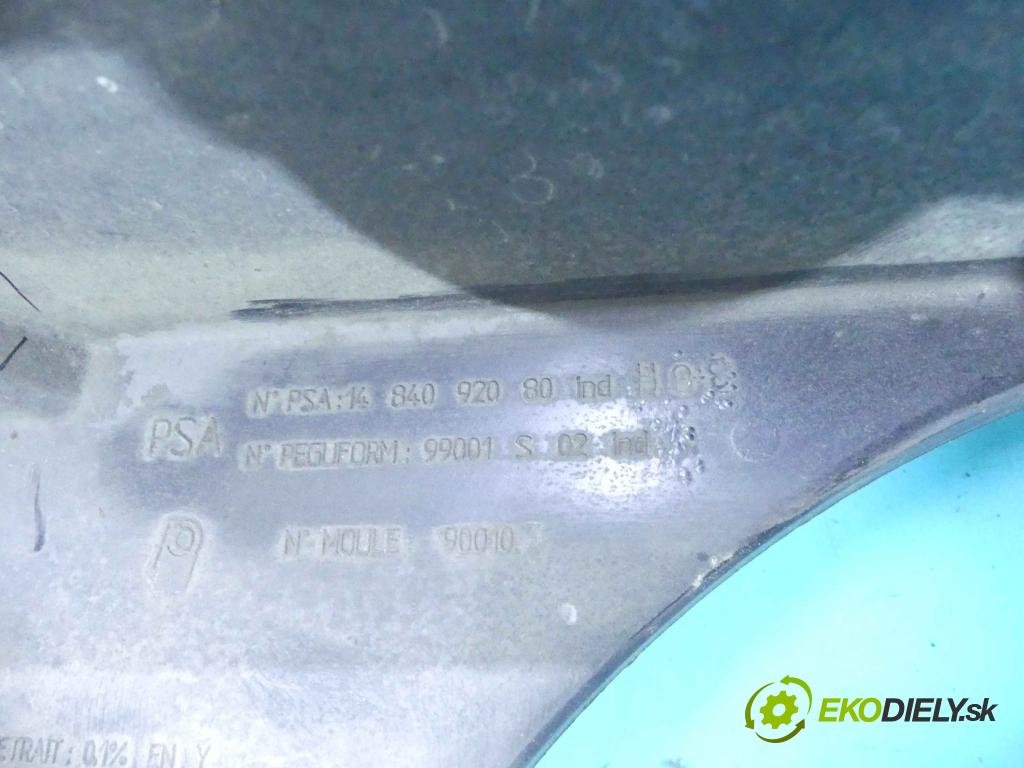 N° PSA : 14 840 920 80 ind H
PSA
N° PEGUFORM : 99001 S 02 ind
N° MOULE 90010
ETRAIT : 0,1% EN Y
EKODIELY.sk